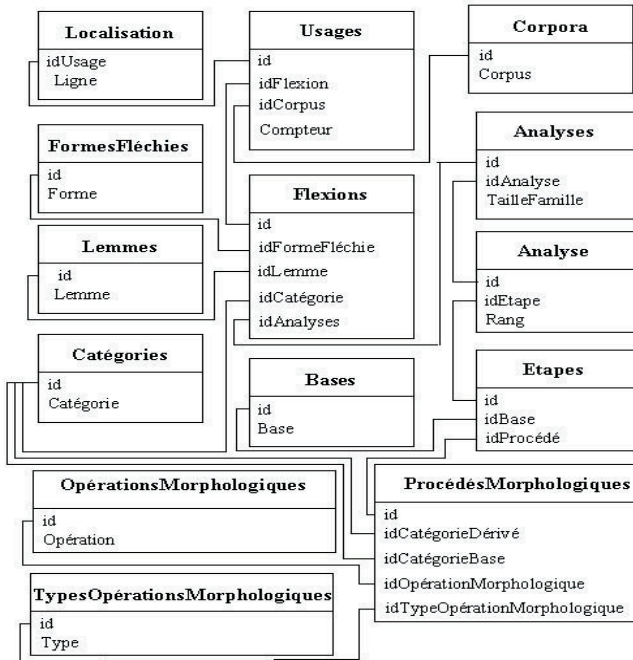 Localisation
idUsage
Ligne
Usages
id
idFlexion
idCorpus
Compteur
Corpora
id
Corpus
FormesFléchies
id
Forme
Analyses
id
idAnalyse
TailleFamille
Flexions
id
idFormeFléchie
idLemme
idCatégorie
idAnalyses
Lemmes
id
Lemme
Analyse
id
idEtape
Rang
Catégories
id
Catégorie
Bases
id
Base
Etapes
id
idBase
idProcédé
OpérationsMorphologiques
id
Opération
ProcédésMorphologiques
id
idCatégorieDérivé
idCatégorieBase
idOpérationMorphologique
idTypeOpérationMorphologique
TypesOpérationsMorphologiques
id
Type